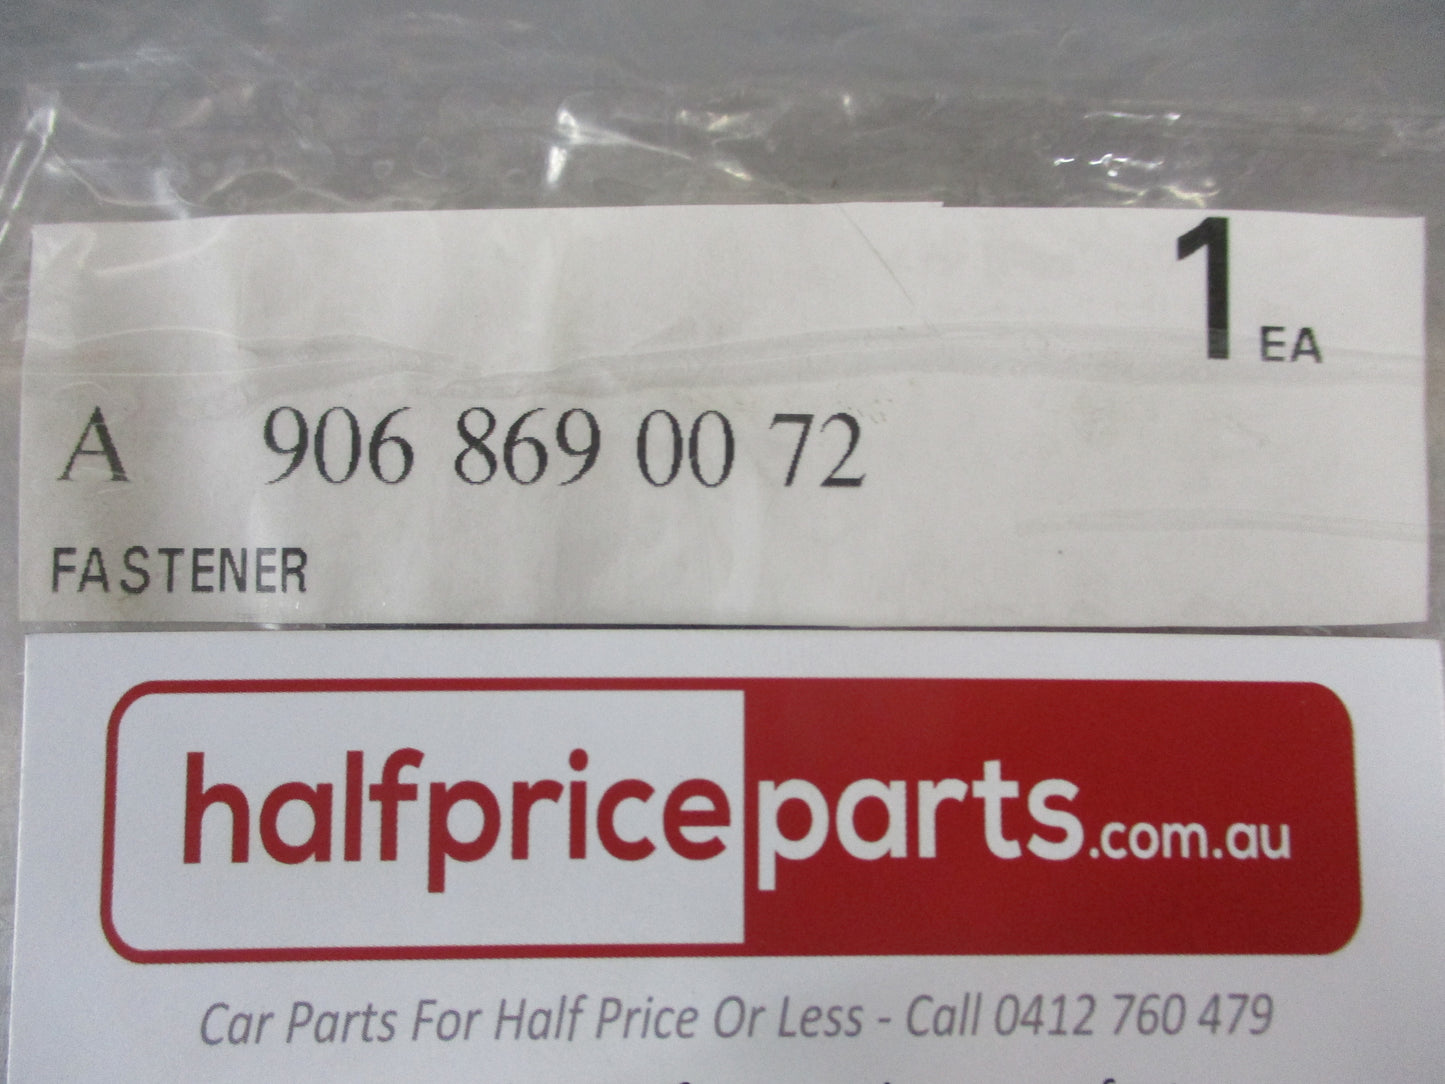 1 EA
A 906 869 00 72
FASTENER
halfpriceparts.com.au
Car Parts For Half Price Or Less - Call 0412 760 479